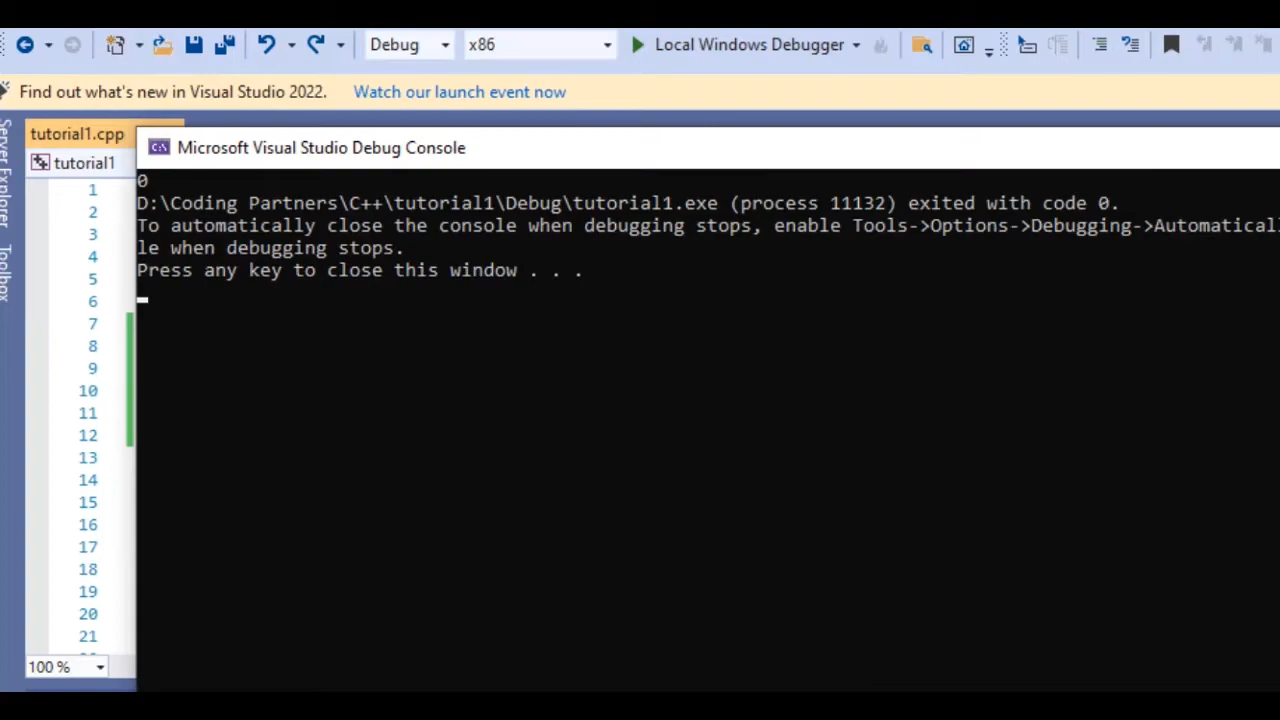 Debug x86 Local Windows Debugger
Find out what's new in Visual Studio 2022. Watch our launch event now
Server Explorer
Toolbox
tutorial1.cpp
tutorial1
Microsoft Visual Studio Debug Console
0
D:\Coding Partners\C++\tutorial1\Debug\tutorial1.exe (process 11132) exited with code 0.
To automatically close the console when debugging stops, enable Tools->Options->Debugging->Automatical
le when debugging stops.
Press any key to close this window . . .
1
2
3
4
5
6
7
8
9
10
11
12
13
14
15
16
17
18
19
20
21
100 %